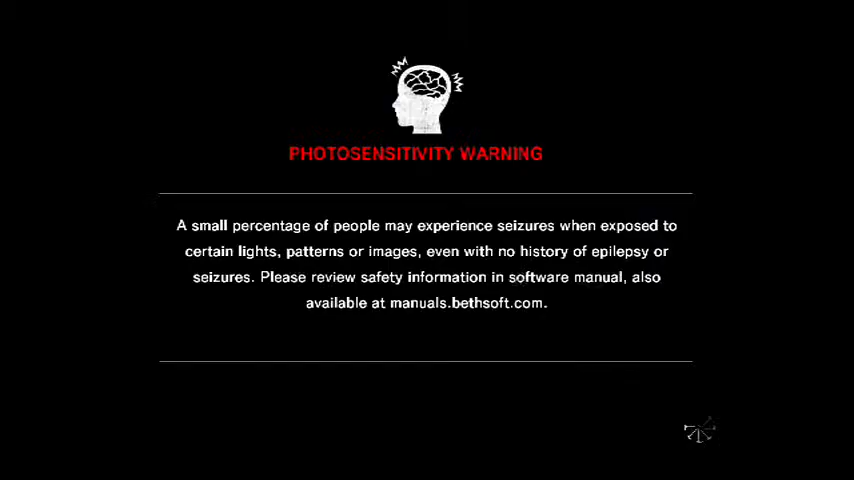 PHOTOSENSITIVITY WARNING
A small percentage of people may experience seizures when exposed to
certain lights, patterns or images, even with no history of epilepsy or
seizures. Please review safety information in software manual, also
available at manuals.bethsoft.com.